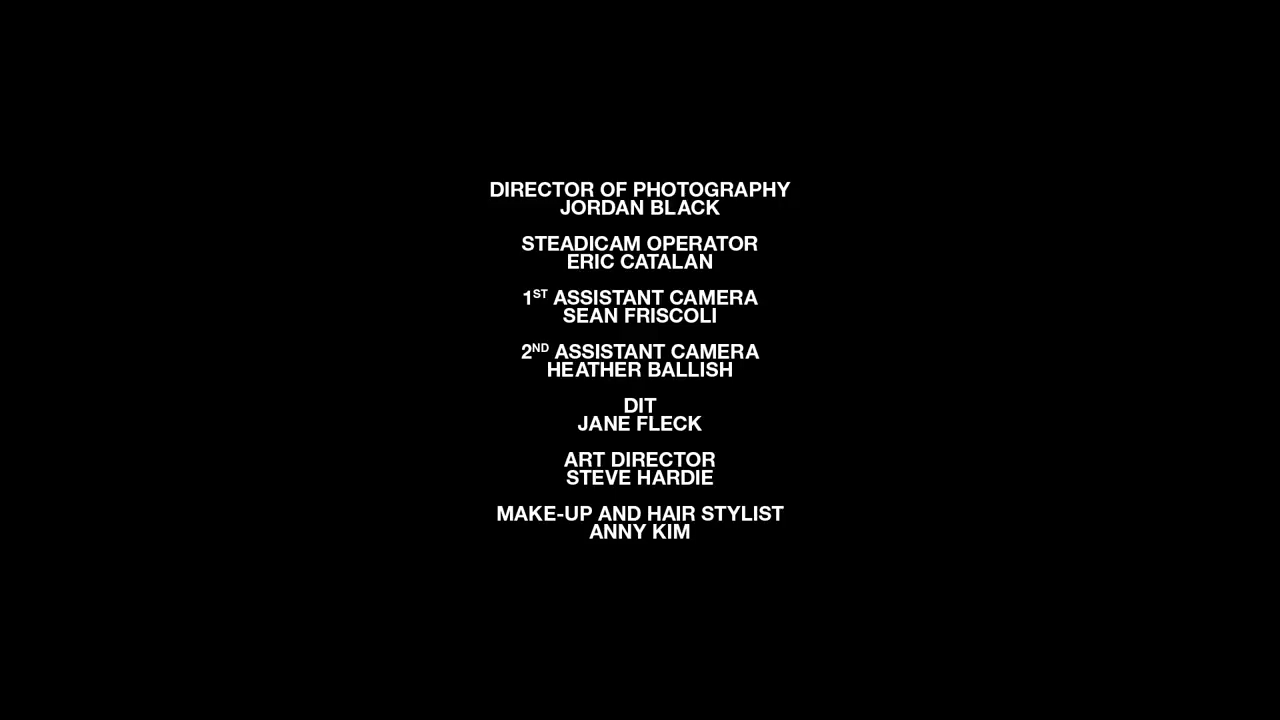 DIRECTOR OF PHOTOGRAPHY
JORDAN BLACK
STEADICAM OPERATOR
ERIC CATALAN
1ST ASSISTANT CAMERA
SEAN FRISCOLI
2ND ASSISTANT CAMERA
HEATHER BALLISH
DIT
JANE FLECK
ART DIRECTOR
STEVE HARDIE
MAKE-UP AND HAIR STYLIST
ANNY KIM